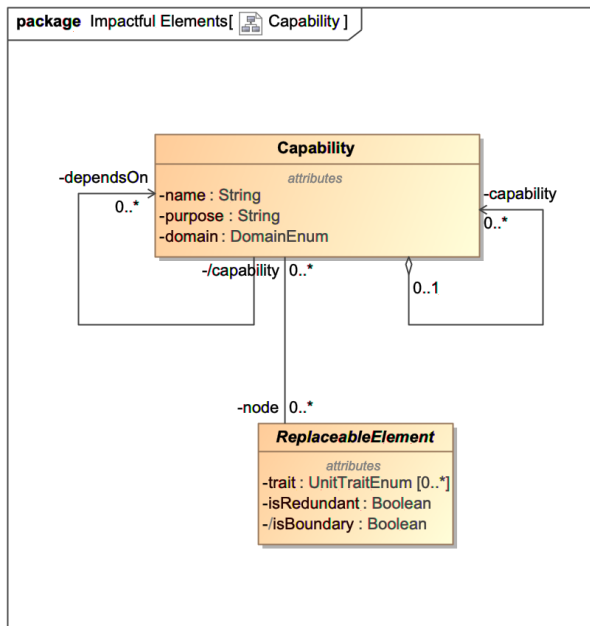 package Impactful Elements[ Capability ]
Capability
attributes
-name : String
-purpose : String
-domain : DomainEnum
-dependsOn
0..*
-capability
0..*
-/capability
0..*
0..1
-node
0..*
ReplaceableElement
attributes
-trait : UnitTraitEnum [0..*]
-isRedundant : Boolean
-/isBoundary : Boolean